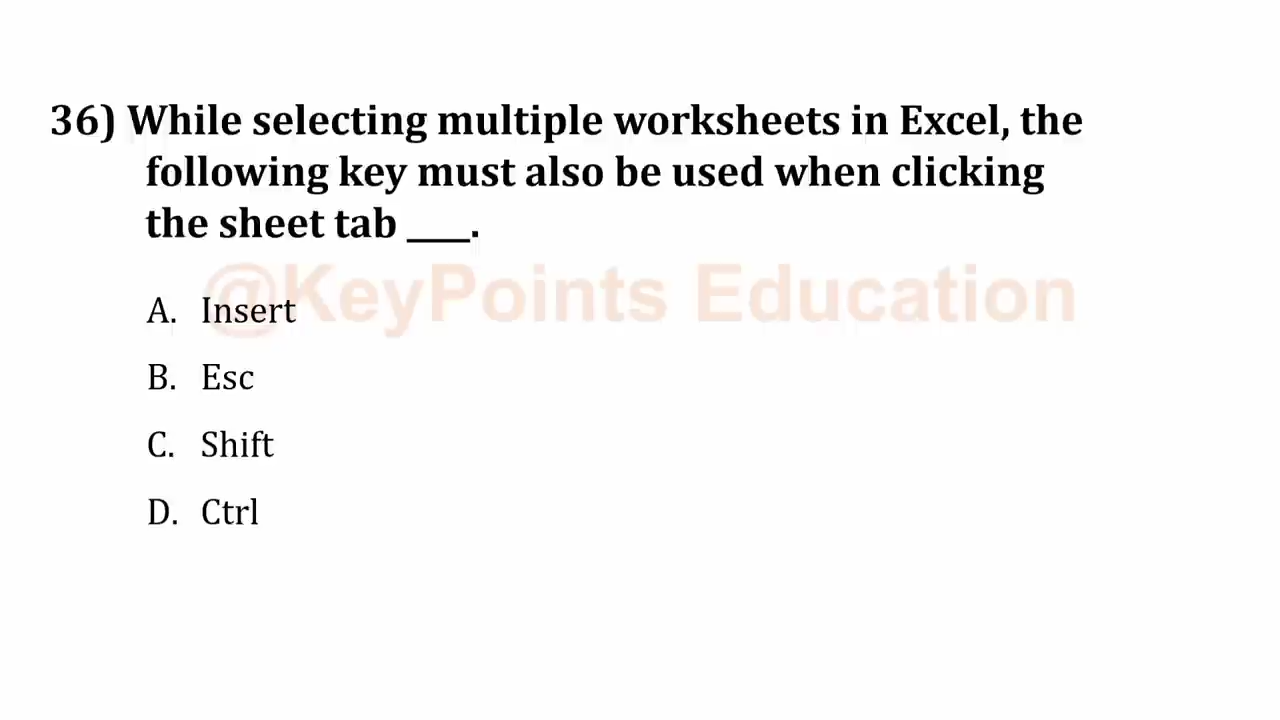 36) While selecting multiple worksheets in Excel, the
following key must also be used when clicking
the sheet tab ____.
@KeyPoints Education
A. Insert
B. Esc
C. Shift
D. Ctrl